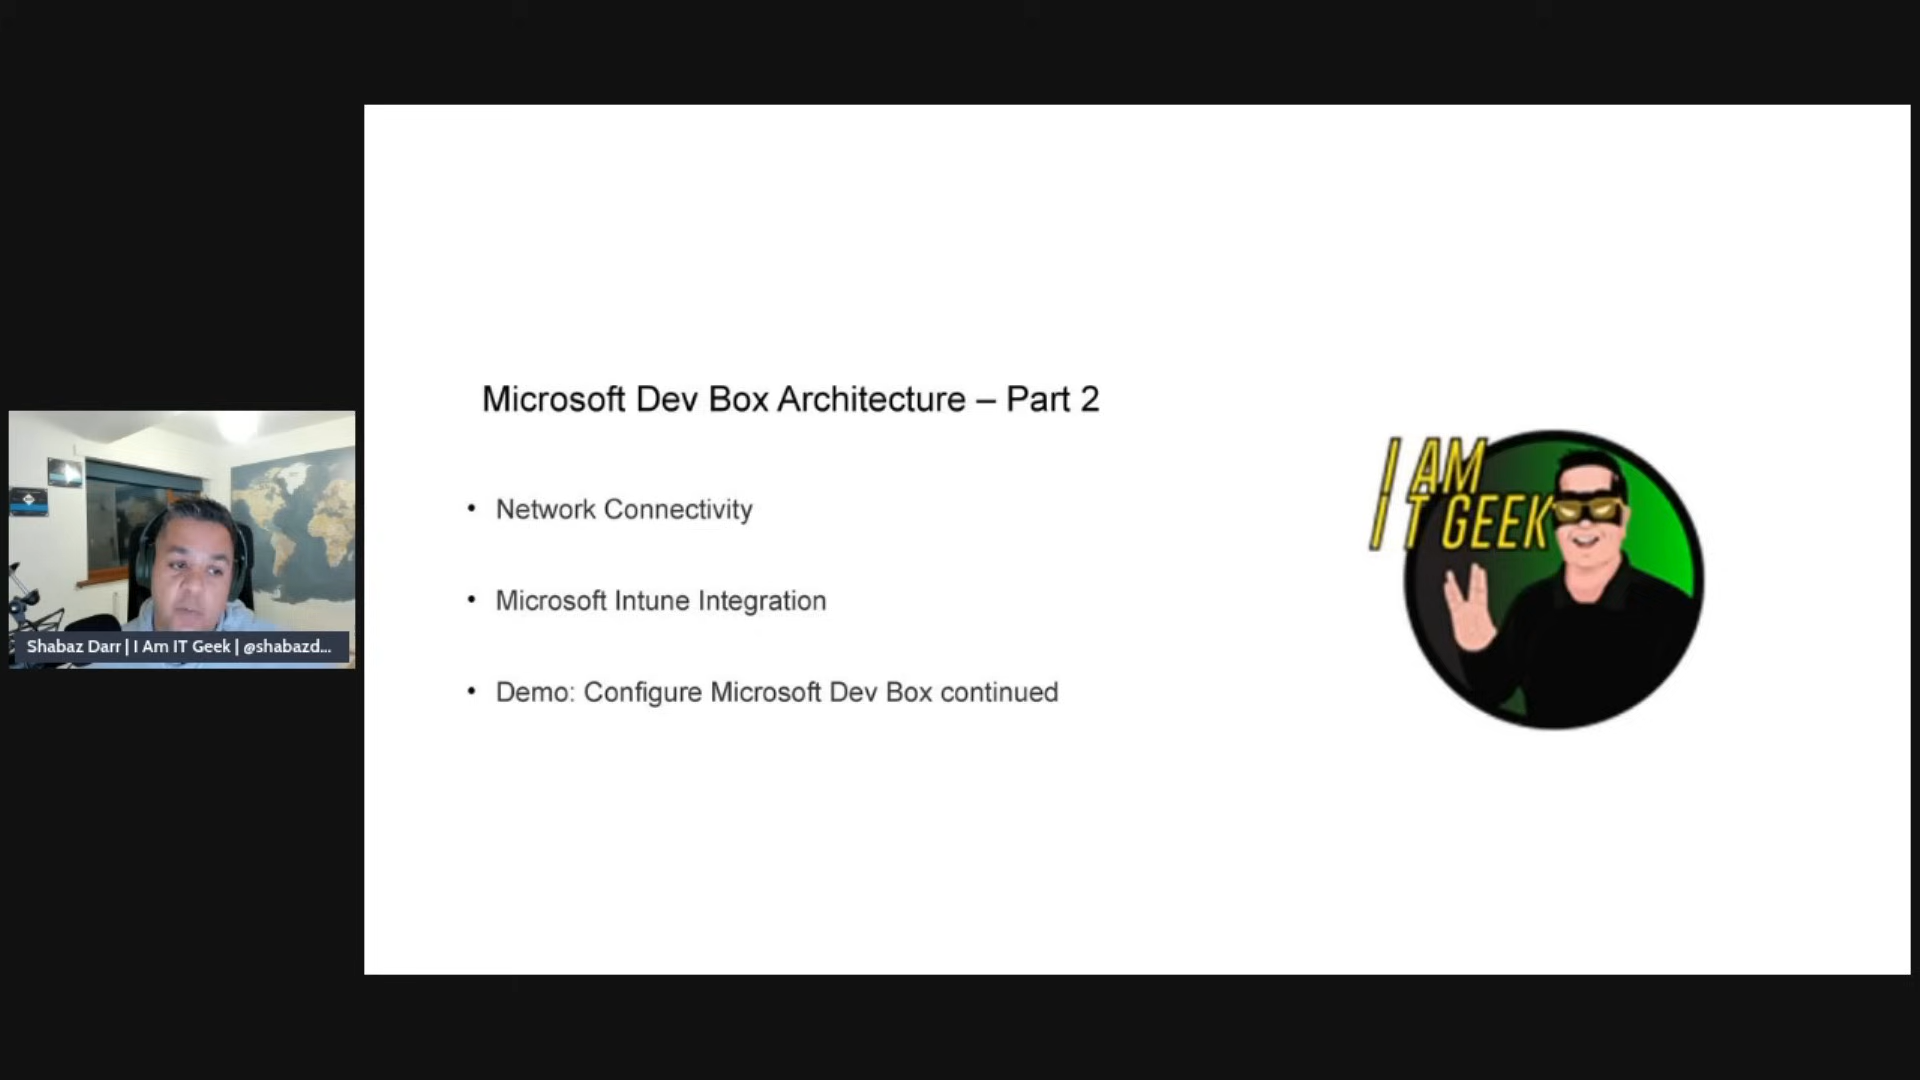 Microsoft Dev Box Architecture – Part 2
• Network Connectivity
• Microsoft Intune Integration
• Demo: Configure Microsoft Dev Box continued
I AM
IT GEEK
Shabaz Darr | I Am IT Geek | @shabazd...